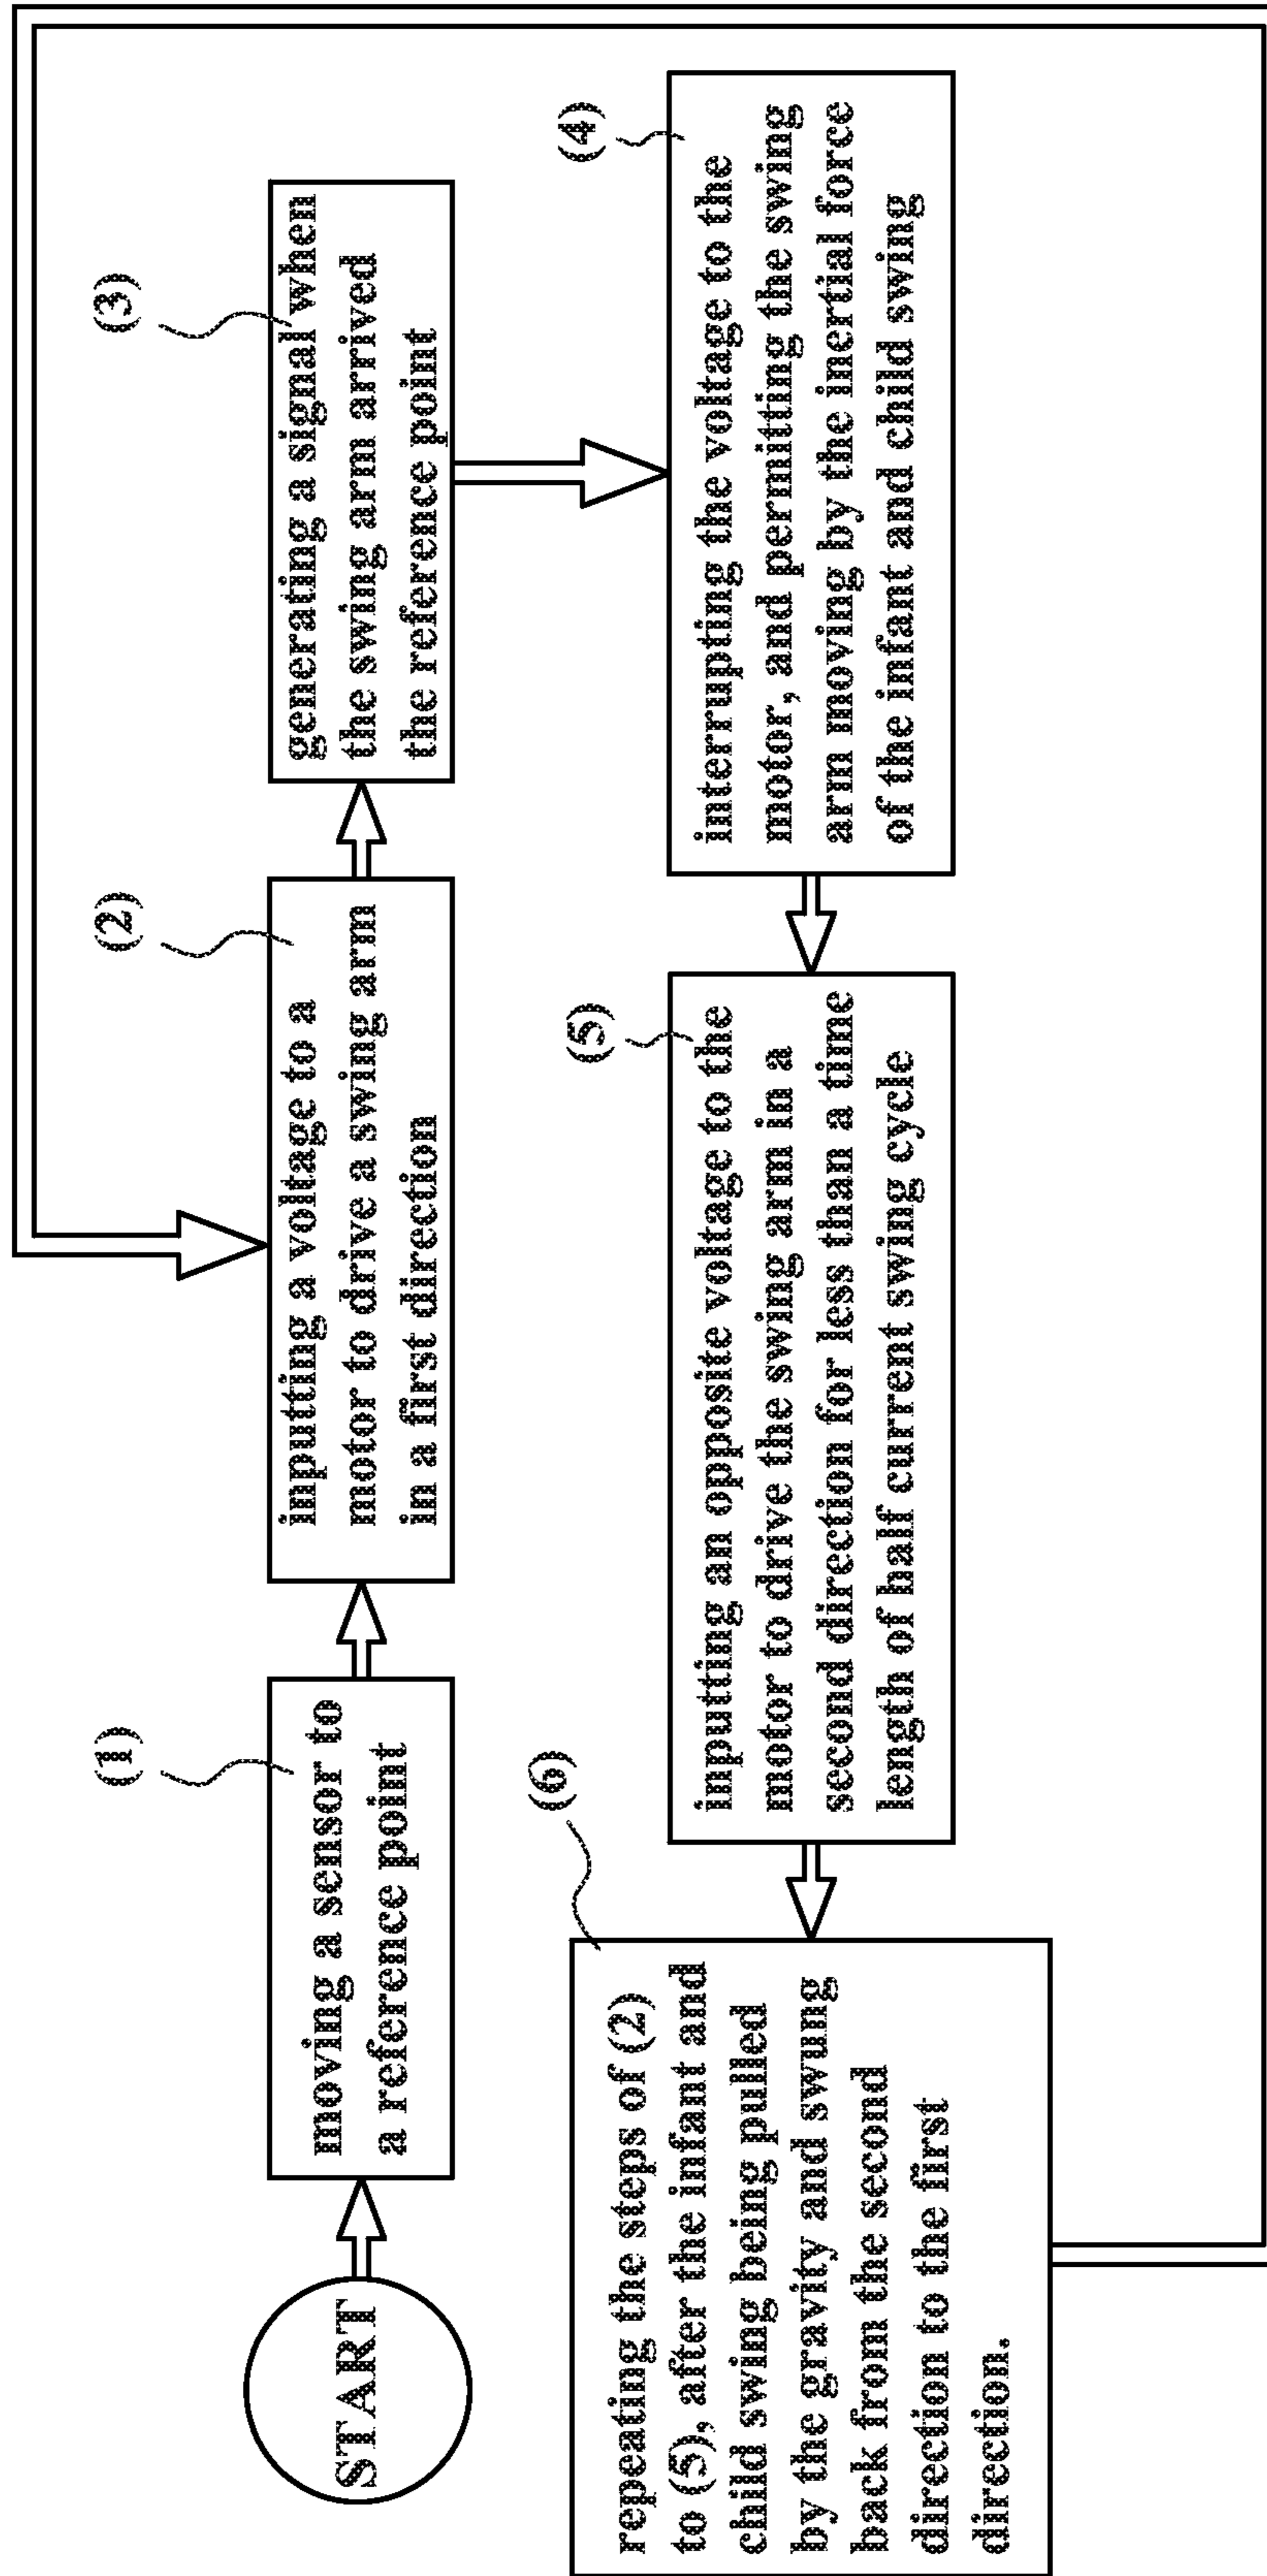 START
(1)
moving a sensor to
a reference point
(2)
inputting a voltage to a
motor to drive a swing arm
in a first direction
(3)
generating a signal when
the swing arm arrived
the reference point
(4)
interrupting the voltage to the
motor, and permitting the swing
arm moving by the inertial force
of the infant and child swing
(5)
inputting an opposite voltage to the
motor to drive the swing arm in a
second direction for less than a time
length of half current swing cycle
(6)
repeating the steps of (2)
to (5), after the infant and
child swing being pulled
by the gravity and swung
back from the second
direction to the first
direction.